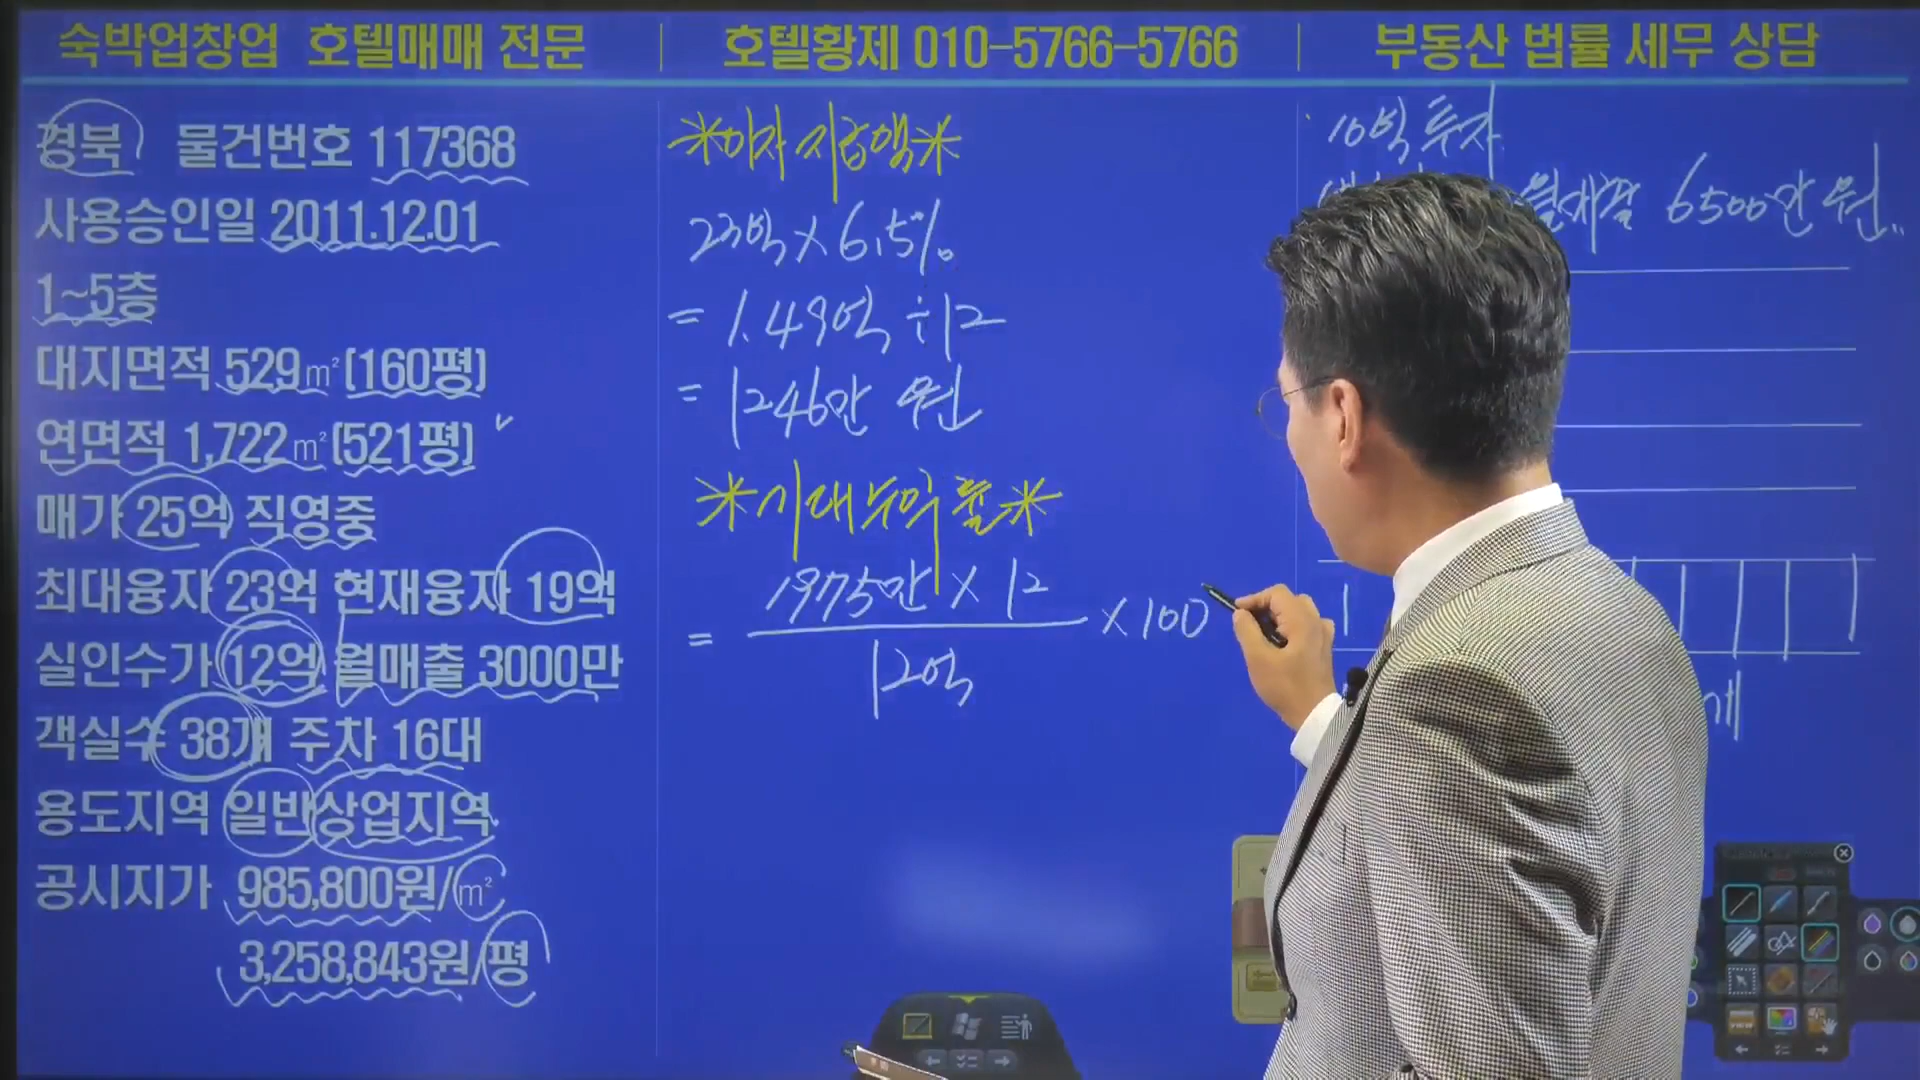 숙박업창업 호텔매매 전문
호텔황제 010-5766-5766
부동산 법률 세무 상담
경북 물건번호 117368
사용승인일 2011.12.01
1~5층
대지면적 529㎡(160평)
연면적 1,722㎡(521평)
매가 25억 직영중
최대융자 23억 현재융자 19억
실인수가 12억 월매출 3000만
객실수 38개 주차 16대
용도지역 일반상업지역
공시지가 985,800원/㎡
3,258,843원/평
*이자 지급액*
23억 × 6.5%
= 1.49억 ÷ 12
= 1246만 원
*기대수익률*
= 1975만 × 12
12억
× 100
10억 투자
6500만원..